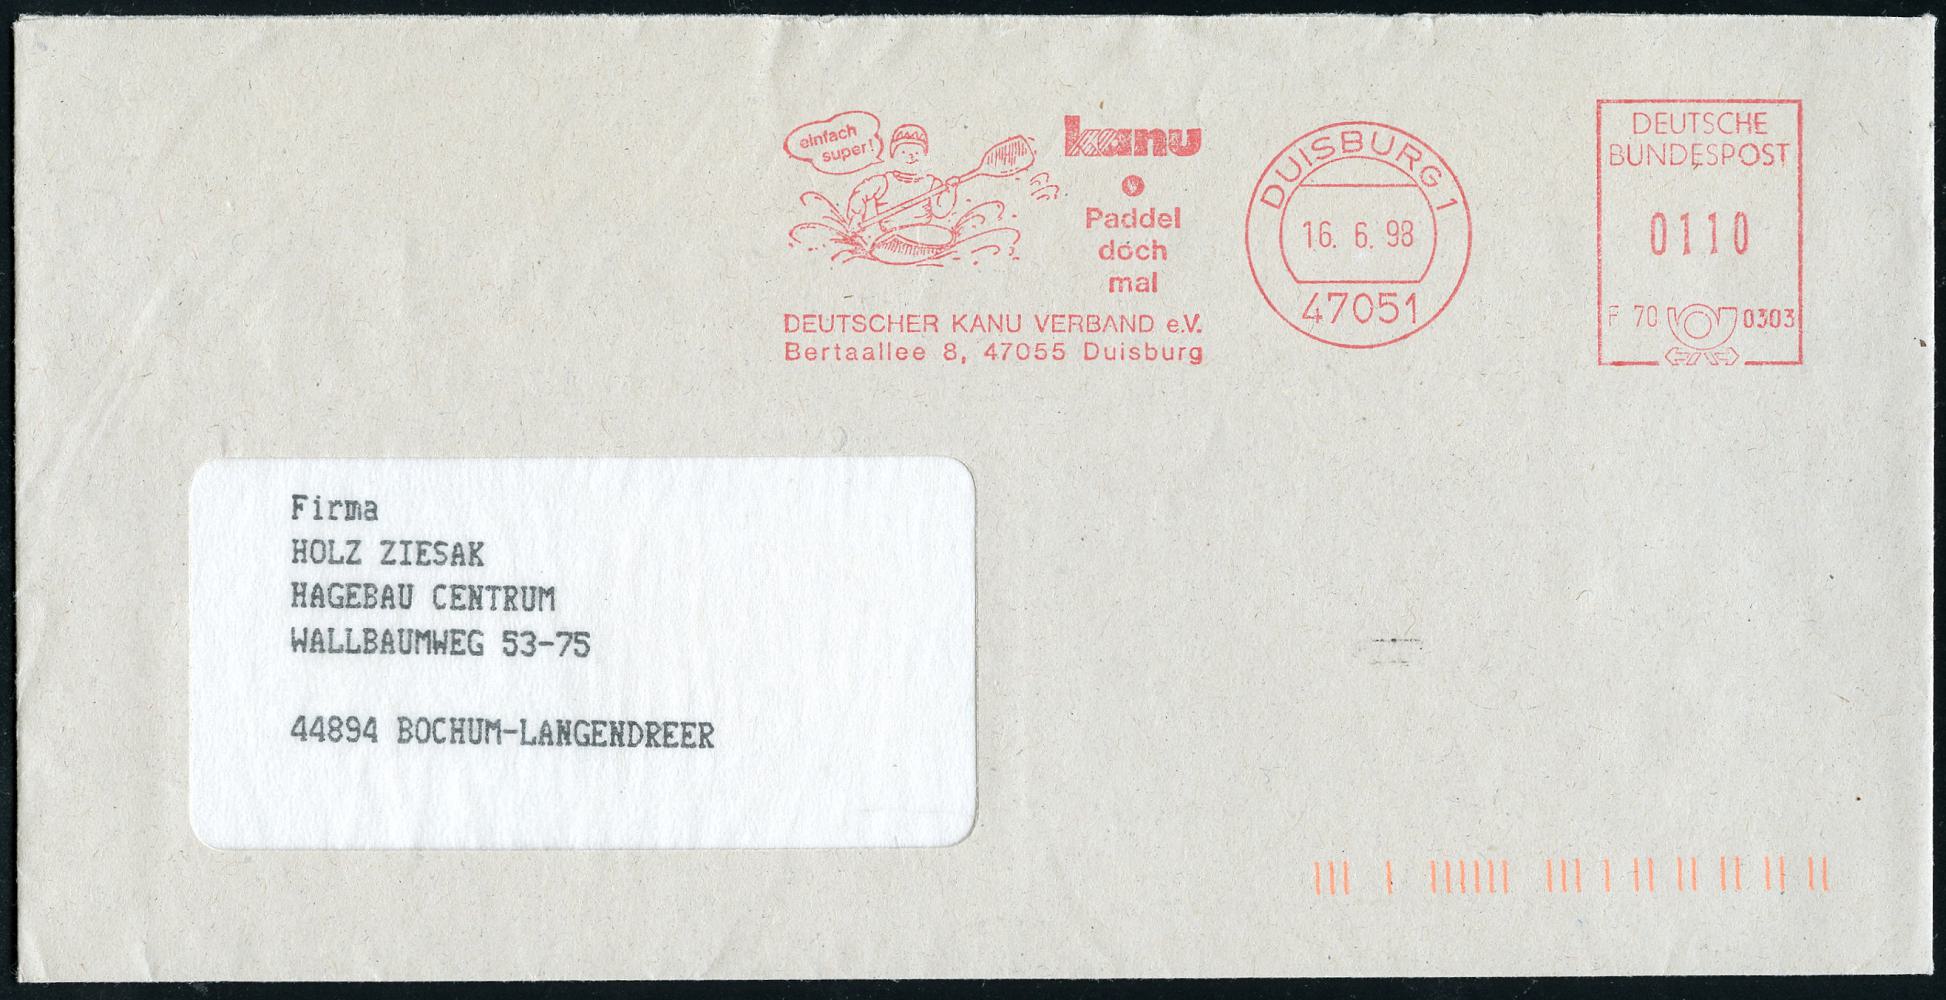 einfach
super!
kanu
Paddel
doch
mal
DEUTSCHER KANU VERBAND e.V.
Bertaallee 8, 47055 Duisburg
DUISBURG 1
16. 6. 98
47051
DEUTSCHE
BUNDESPOST
0110
F 70 0303
Firma
HOLZ ZIESAK
HAGEBAU CENTRUM
WALLBAUMWEG 53-75
44894 BOCHUM-LANGENDREER